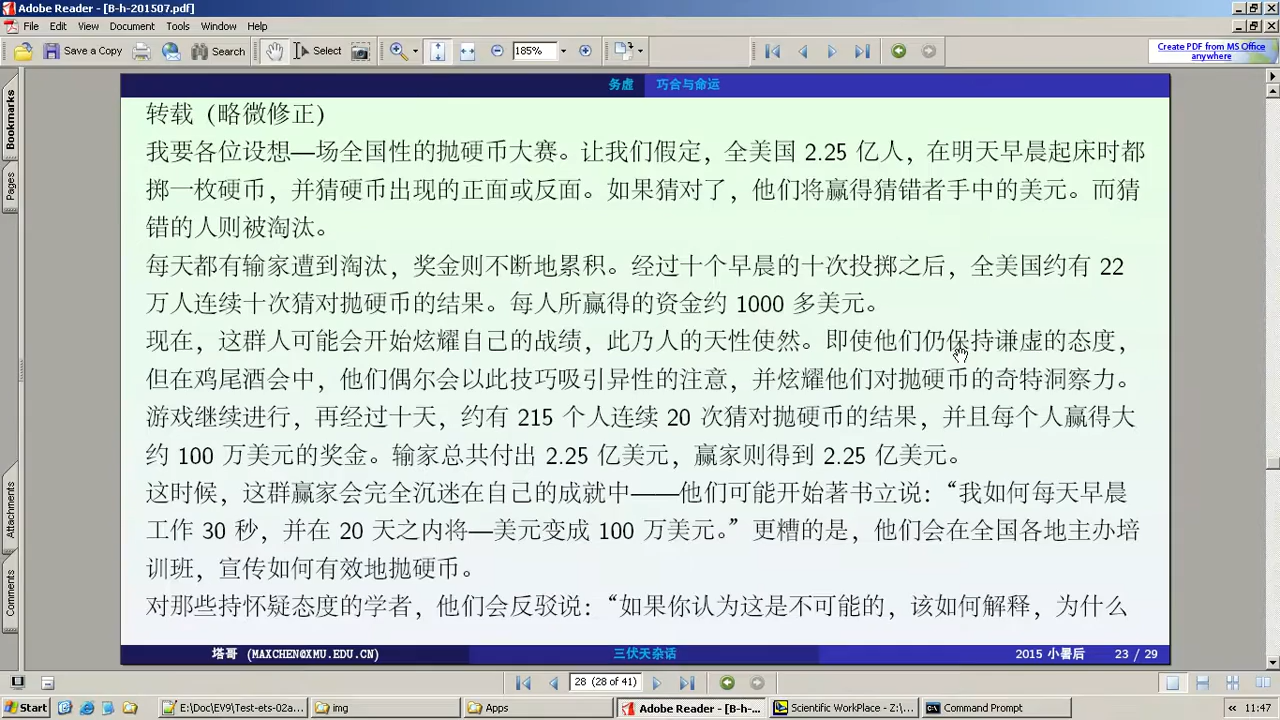 Adobe Reader - [B-h-201507.pdf]
File Edit View Document Tools Window Help
Save a Copy Search Select 185% Create PDF from MS Office anywhere
Bookmarks
Pages
Attachments
Comments
务虚 巧合与命运
转载（略微修正）
我要各位设想—场全国性的抛硬币大赛。让我们假定，全美国 2.25 亿人，在明天早晨起床时都
掷一枚硬币，并猜硬币出现的正面或反面。如果猜对了，他们将赢得猜错者手中的美元。而猜
错的人则被淘汰。
每天都有输家遭到淘汰，奖金则不断地累积。经过十个早晨的十次投掷之后，全美国约有 22
万人连续十次猜对抛硬币的结果。每人所赢得的资金约 1000 多美元。
现在，这群人可能会开始炫耀自己的战绩，此乃人的天性使然。即使他们仍保持谦虚的态度，
但在鸡尾酒会中，他们偶尔会以此技巧吸引异性的注意，并炫耀他们对抛硬币的奇特洞察力。
游戏继续进行，再经过十天，约有 215 个人连续 20 次猜对抛硬币的结果，并且每个人赢得大
约 100 万美元的奖金。输家总共付出 2.25 亿美元，赢家则得到 2.25 亿美元。
这时候，这群赢家会完全沉迷在自己的成就中——他们可能开始著书立说：“我如何每天早晨
工作 30 秒，并在 20 天之内将—美元变成 100 万美元。” 更糟的是，他们会在全国各地主办培
训班，宣传如何有效地抛硬币。
对那些持怀疑态度的学者，他们会反驳说：“如果你认为这是不可能的，该如何解释，为什么
塔哥 (MAXCHEN@XMU.EDU.CN) 三伏天杂话 2015 小暑后 23 / 29
28 (28 of 41)
Start E:\Doc\EV9\Test-ets-02a... img Apps Adobe Reader - [B-h-... Scientific WorkPlace - Z:\... Command Prompt 11:47